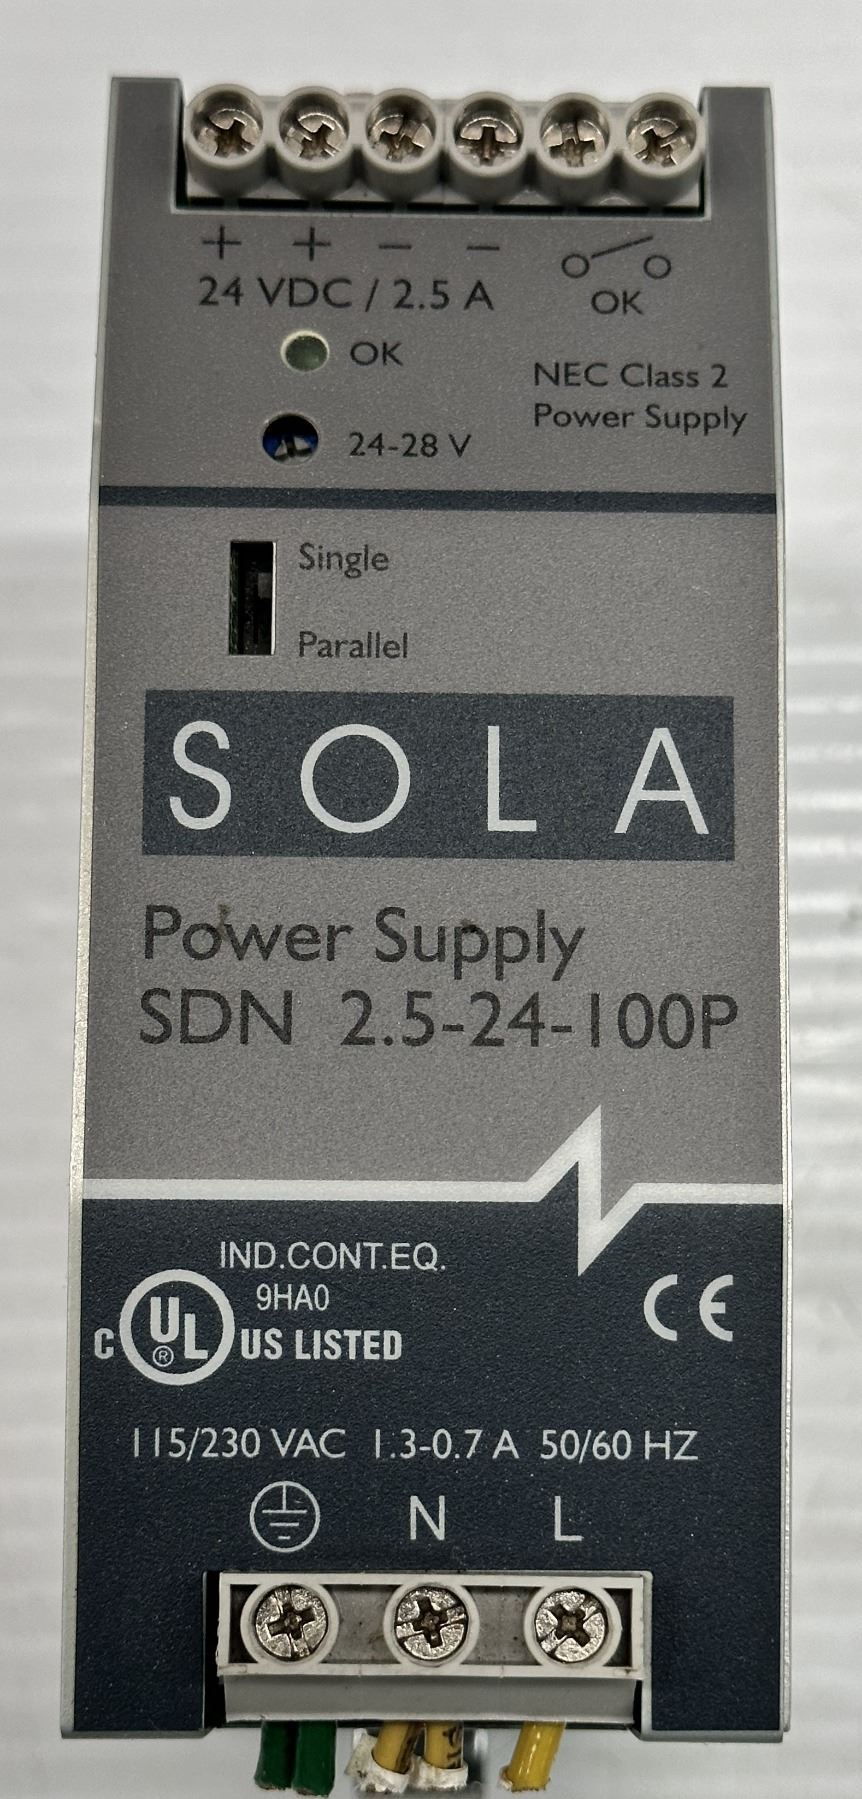 + + − −
24 VDC / 2.5 A
OK
OK
24-28 V
NEC Class 2
Power Supply
Single
Parallel
SOLA
Power Supply
SDN 2.5-24-100P
IND.CONT.EQ.
9HA0
C UL ® US LISTED
CE
115/230 VAC 1.3-0.7 A 50/60 HZ
N L